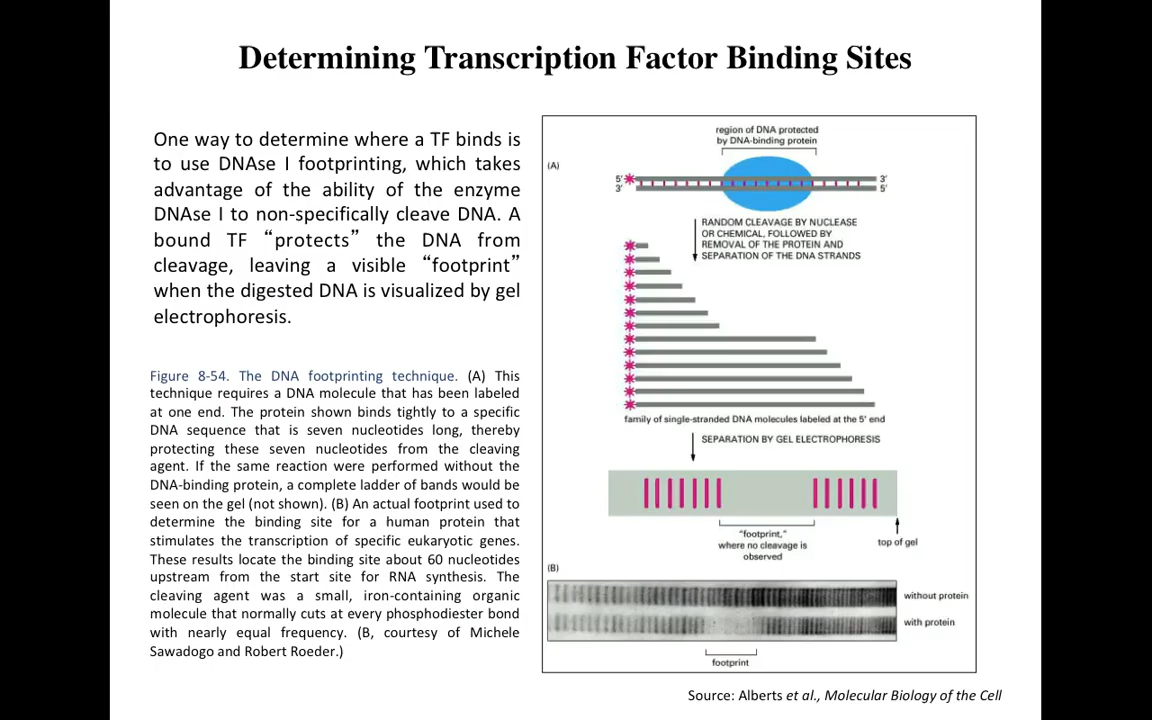 Determining Transcription Factor Binding Sites
One way to determine where a TF binds is
to use DNAse I footprinting, which takes
advantage of the ability of the enzyme
DNAse I to non-specifically cleave DNA. A
bound TF “protects” the DNA from
cleavage, leaving a visible “footprint”
when the digested DNA is visualized by gel
electrophoresis.
Figure 8-54. The DNA footprinting technique. (A) This
technique requires a DNA molecule that has been labeled
at one end. The protein shown binds tightly to a specific
DNA sequence that is seven nucleotides long, thereby
protecting these seven nucleotides from the cleaving
agent. If the same reaction were performed without the
DNA-binding protein, a complete ladder of bands would be
seen on the gel (not shown). (B) An actual footprint used to
determine the binding site for a human protein that
stimulates the transcription of specific eukaryotic genes.
These results locate the binding site about 60 nucleotides
upstream from the start site for RNA synthesis. The
cleaving agent was a small, iron-containing organic
molecule that normally cuts at every phosphodiester bond
with nearly equal frequency. (B, courtesy of Michele
Sawadogo and Robert Roeder.)
region of DNA protected
by DNA-binding protein
(A)
5′ 3′
3′ 5′
RANDOM CLEAVAGE BY NUCLEASE
OR CHEMICAL, FOLLOWED BY
REMOVAL OF THE PROTEIN AND
SEPARATION OF THE DNA STRANDS
family of single-stranded DNA molecules labeled at the 5′ end
SEPARATION BY GEL ELECTROPHORESIS
“footprint,”
where no cleavage is
observed
top of gel
(B)
without protein
with protein
footprint
Source: Alberts et al., Molecular Biology of the Cell